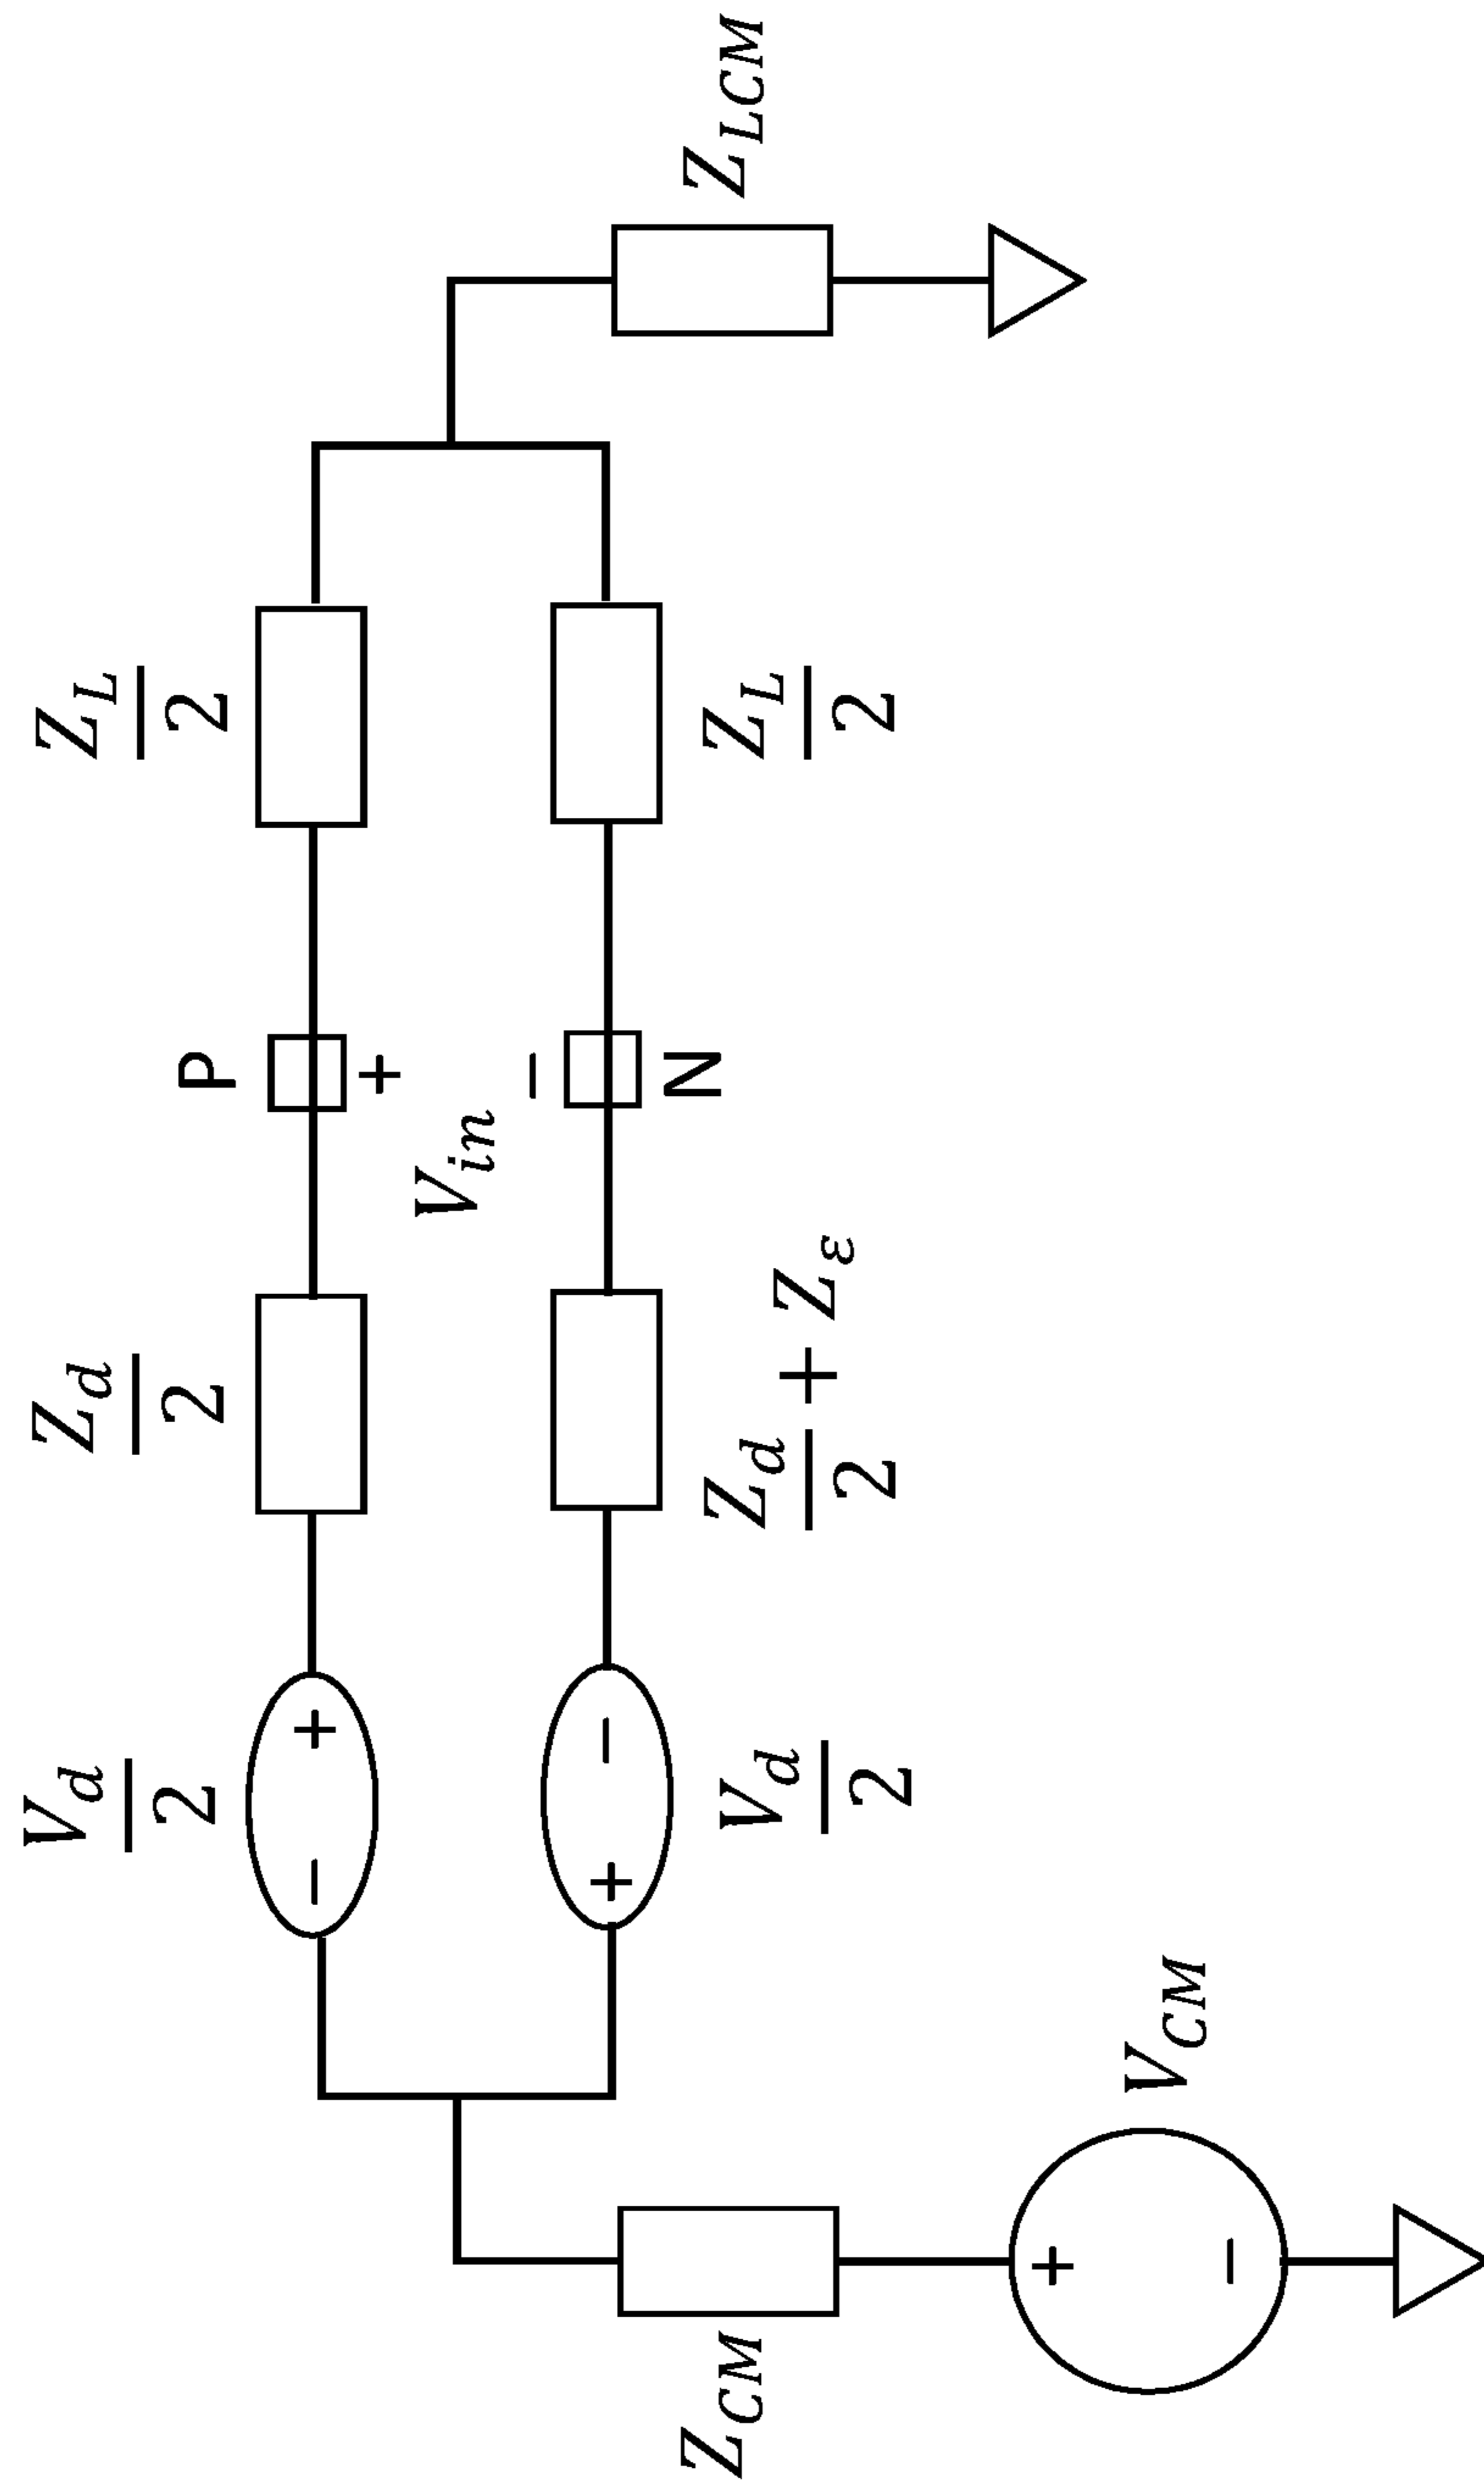 V_d/2
Z_d/2
P
Z_L/2
+
−
+
V_in
−
+
−
V_d/2
Z_d/2 + Z_ε
N
Z_L/2
Z_CM
Z_LCM
+
−
V_CM